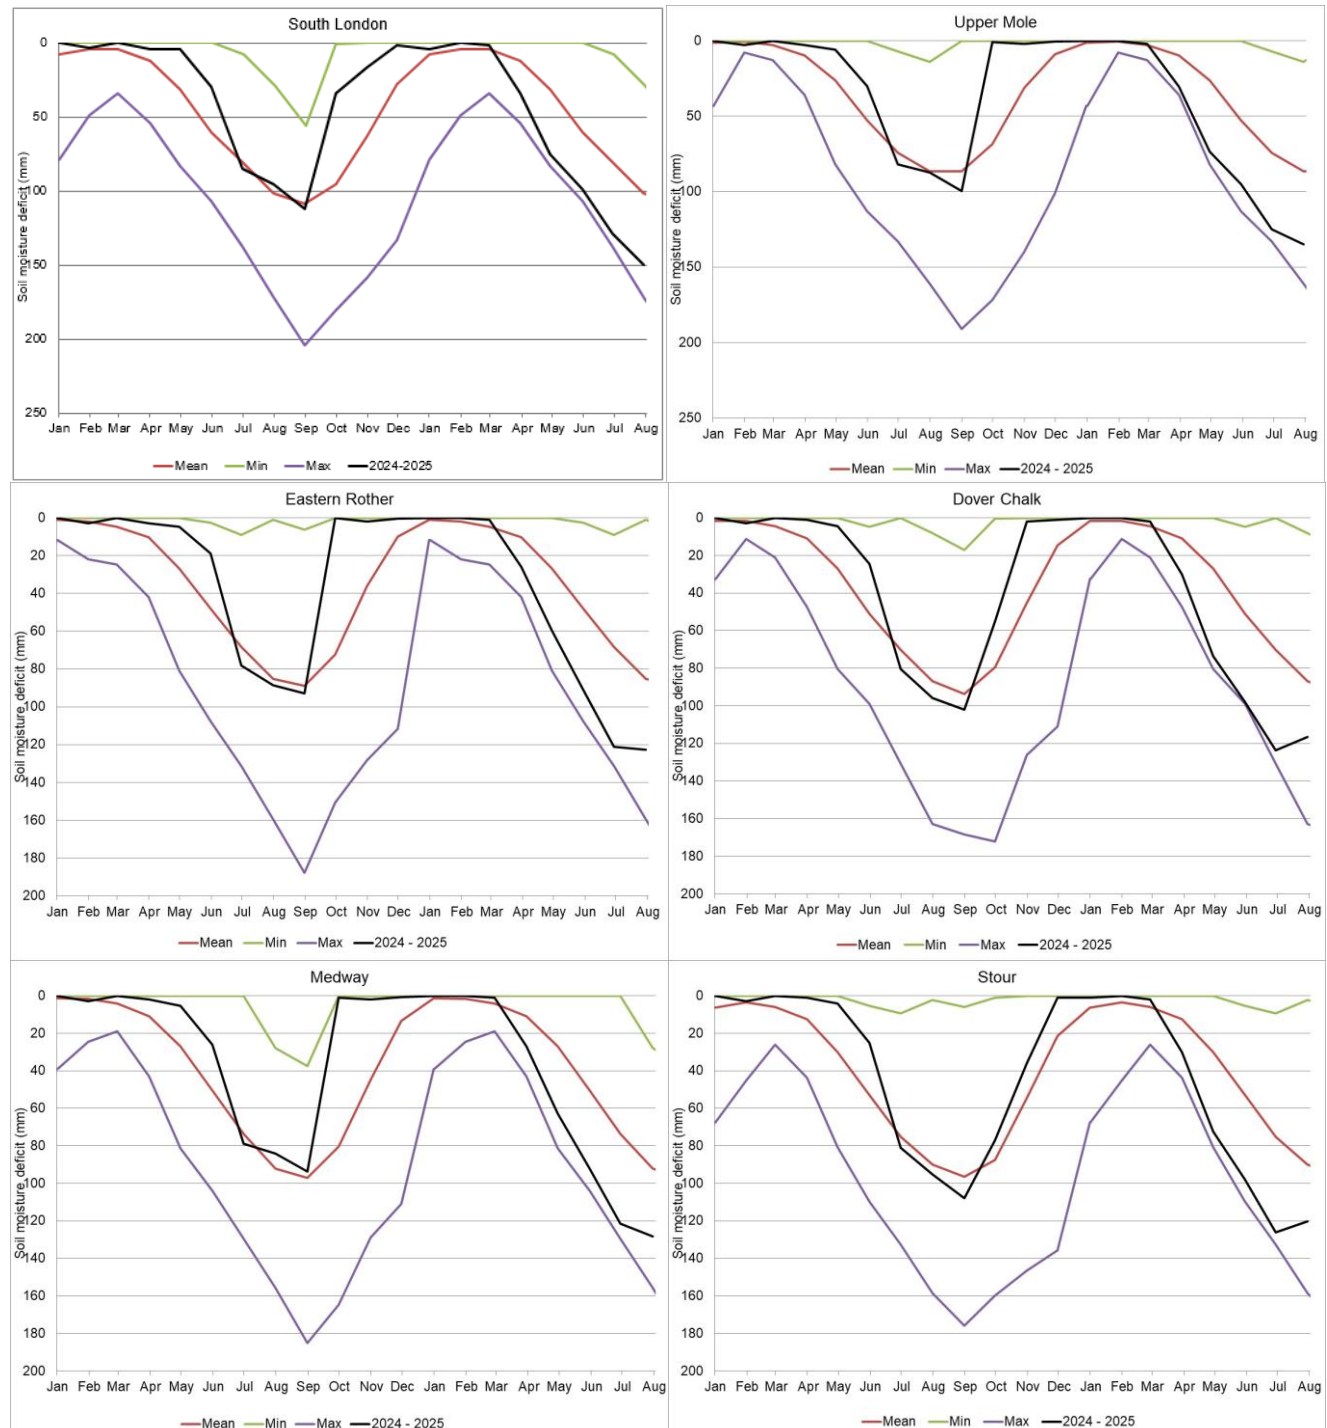 South London
0
50
100
150
200
250
Soil moisture deficit (mm)
Jan Feb Mar Apr May Jun Jul Aug Sep Oct Nov Dec Jan Feb Mar Apr May Jun Jul Aug
Mean Min Max 2024-2025
Upper Mole
0
50
100
150
200
250
Soil moisture deficit (mm)
Jan Feb Mar Apr May Jun Jul Aug Sep Oct Nov Dec Jan Feb Mar Apr May Jun Jul Aug
Mean Min Max 2024 - 2025
Eastern Rother
0
20
40
60
80
100
120
140
160
180
200
Soil moisture deficit (mm)
Jan Feb Mar Apr May Jun Jul Aug Sep Oct Nov Dec Jan Feb Mar Apr May Jun Jul Aug
Mean Min Max 2024 - 2025
Dover Chalk
0
20
40
60
80
100
120
140
160
180
200
Soil moisture deficit (mm)
Jan Feb Mar Apr May Jun Jul Aug Sep Oct Nov Dec Jan Feb Mar Apr May Jun Jul Aug
Mean Min Max 2024 - 2025
Medway
0
20
40
60
80
100
120
140
160
180
200
Soil moisture deficit (mm)
Jan Feb Mar Apr May Jun Jul Aug Sep Oct Nov Dec Jan Feb Mar Apr May Jun Jul Aug
Mean Min Max 2024 - 2025
Stour
0
20
40
60
80
100
120
140
160
180
200
Soil moisture deficit (mm)
Jan Feb Mar Apr May Jun Jul Aug Sep Oct Nov Dec Jan Feb Mar Apr May Jun Jul Aug
Mean Min Max 2024 - 2025